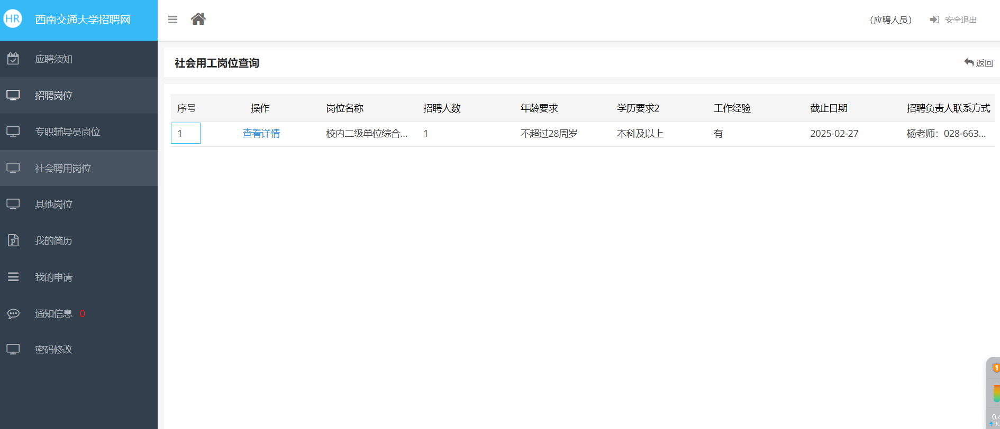 HR 西南交通大学招聘网
(应聘人员) 安全退出
应聘须知
招聘岗位
专职辅导员岗位
社会聘用岗位
其他岗位
我的简历
我的申请
通知信息 0
密码修改
社会用工岗位查询 返回
序号 操作 岗位名称 招聘人数 年龄要求 学历要求2 工作经验 截止日期 招聘负责人联系方式
1 查看详情 校内二级单位综合... 1 不超过28周岁 本科及以上 有 2025-02-27 杨老师：028-663...
1